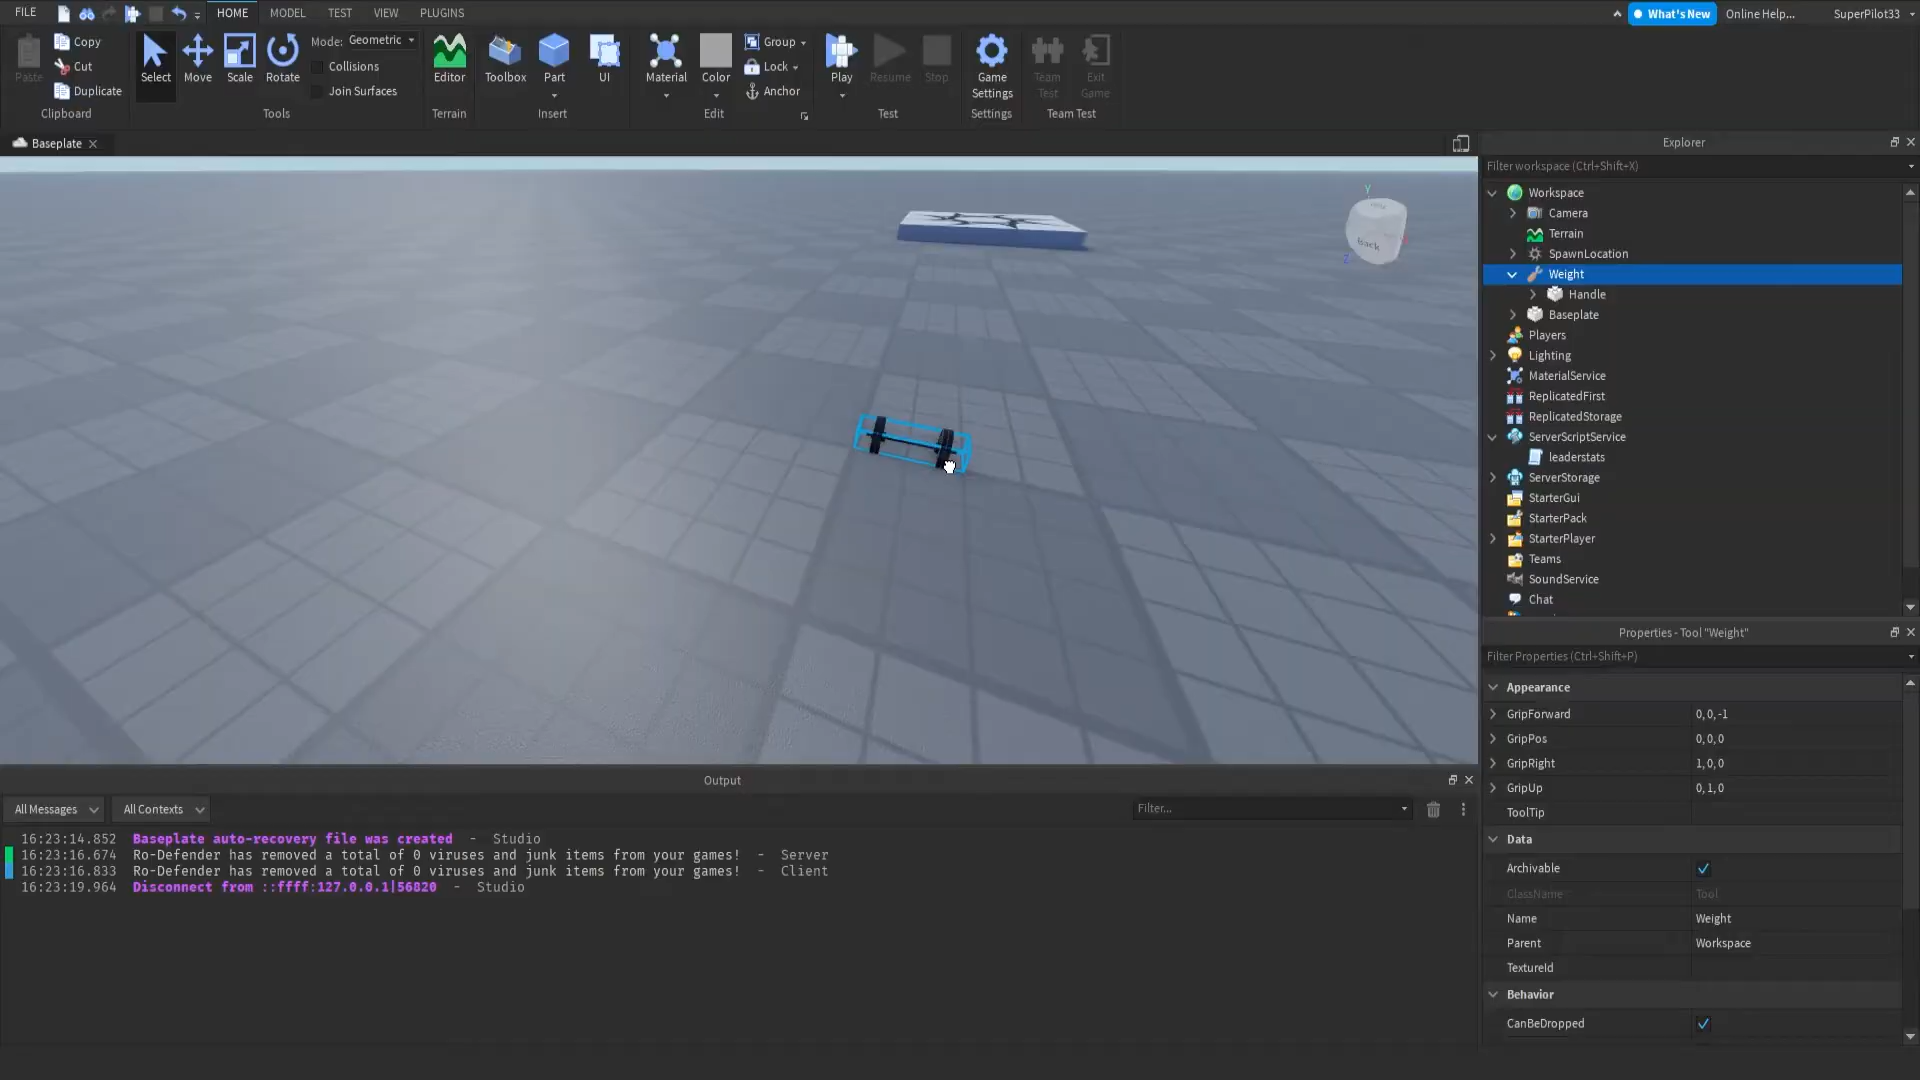 FILE
HOME
MODEL
TEST
VIEW
PLUGINS
What's New
Online Help...
SuperPilot33
Paste
Copy
Cut
Duplicate
Clipboard
Select
Move
Scale
Rotate
Mode: Geometric
Collisions
Join Surfaces
Tools
Editor
Terrain
Toolbox
Part
UI
Insert
Material
Color
Group
Lock
Anchor
Edit
Play
Resume
Stop
Test
Game
Settings
Settings
Team
Test
Exit
Game
Team Test
Baseplate
Y
Back
Z
Explorer
Filter workspace (Ctrl+Shift+X)
Workspace
Camera
Terrain
SpawnLocation
Weight
Handle
Baseplate
Players
Lighting
MaterialService
ReplicatedFirst
ReplicatedStorage
ServerScriptService
leaderstats
ServerStorage
StarterGui
StarterPack
StarterPlayer
Teams
SoundService
Chat
Properties - Tool "Weight"
Filter Properties (Ctrl+Shift+P)
Appearance
GripForward 0,0,-1
GripPos 0,0,0
GripRight 1,0,0
GripUp 0,1,0
ToolTip
Data
Archivable
ClassName Tool
Name Weight
Parent Workspace
TextureId
Behavior
CanBeDropped
Output
All Messages
All Contexts
Filter...
16:23:14.852 Baseplate auto-recovery file was created - Studio
16:23:16.674 Ro-Defender has removed a total of 0 viruses and junk items from your games! - Server
16:23:16.833 Ro-Defender has removed a total of 0 viruses and junk items from your games! - Client
16:23:19.964 Disconnect from ::ffff:127.0.0.1|56820 - Studio